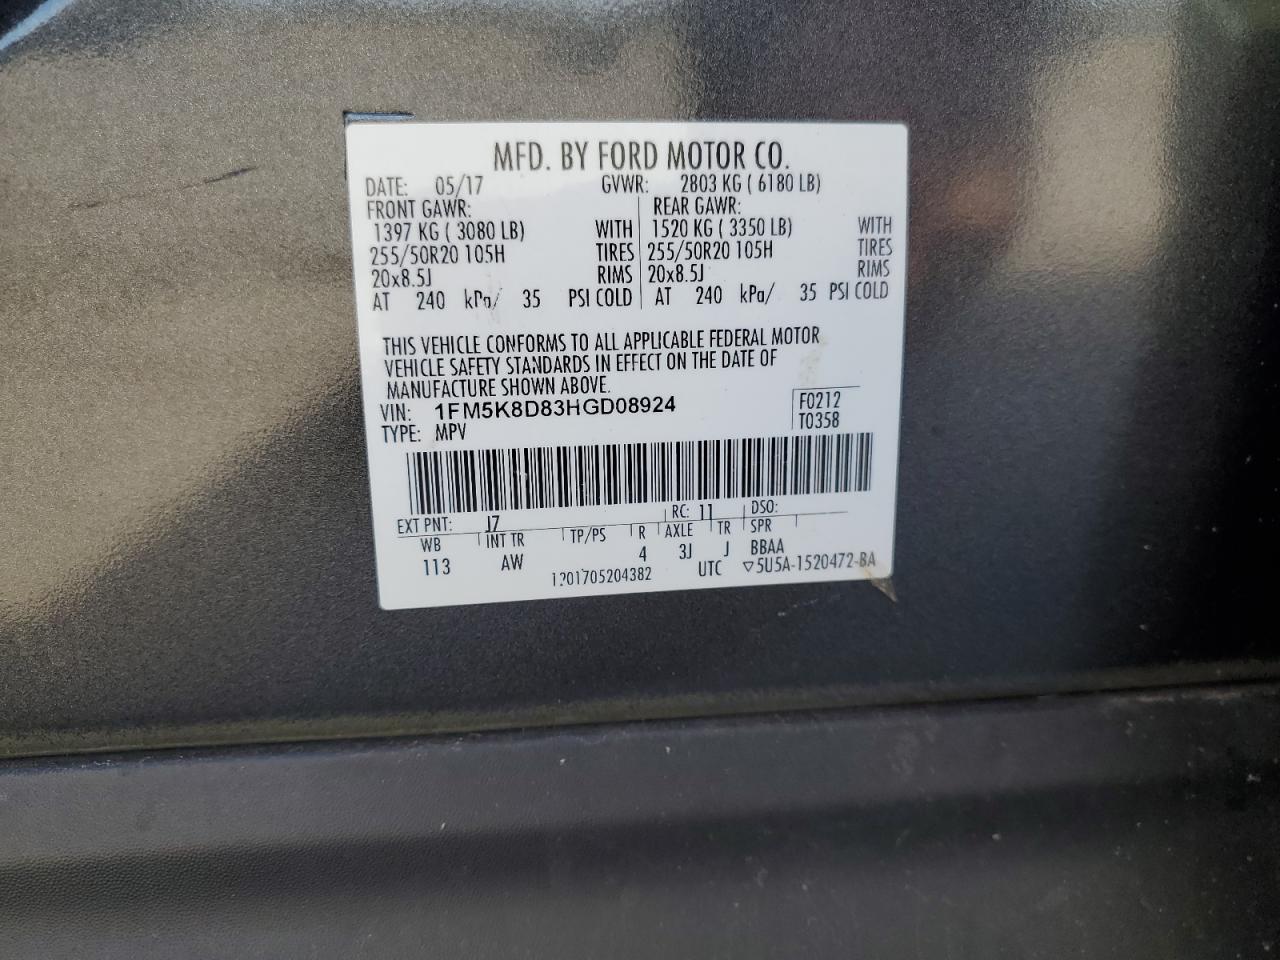 MFD. BY FORD MOTOR CO.
DATE: 05/17 GVWR: 2803 KG ( 6180 LB)
FRONT GAWR: REAR GAWR:
1397 KG ( 3080 LB) WITH 1520 KG ( 3350 LB) WITH
255/50R20 105H TIRES 255/50R20 105H TIRES
20x8.5J RIMS 20x8.5J RIMS
AT 240 kPa/ 35 PSI COLD AT 240 kPa/ 35 PSI COLD
THIS VEHICLE CONFORMS TO ALL APPLICABLE FEDERAL MOTOR
VEHICLE SAFETY STANDARDS IN EFFECT ON THE DATE OF
MANUFACTURE SHOWN ABOVE.
VIN: 1FM5K8D83HGD08924 F0212
TYPE: MPV T0358
EXT PNT: J7 RC: 11 DSO:
WB INT TR TP/PS R AXLE TR SPR
113 AW 4 3J J BBAA
1201705204382 UTC ▽5U5A-1520472-BA